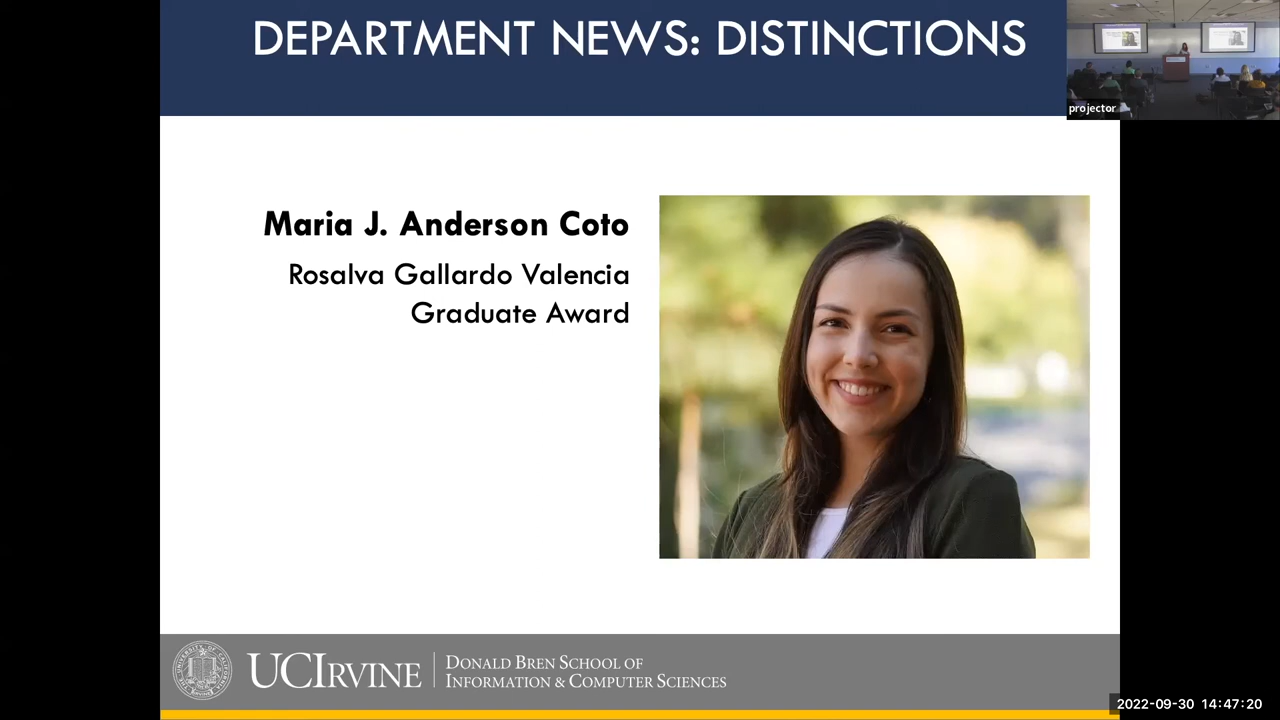 DEPARTMENT NEWS: DISTINCTIONS
projector
Maria J. Anderson Coto
Rosalva Gallardo Valencia
Graduate Award
UCIRVINE
DONALD BREN SCHOOL OF
INFORMATION & COMPUTER SCIENCES
2022-09-30 14:47:20